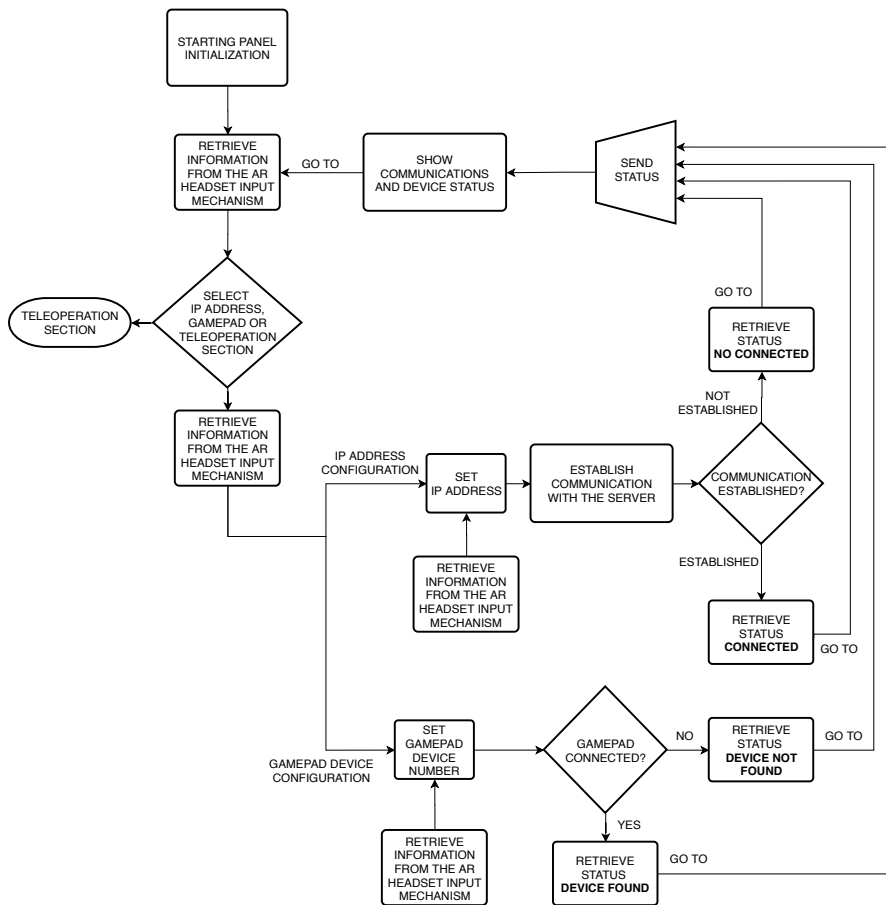 STARTING PANEL
INITIALIZATION
RETRIEVE
INFORMATION
FROM THE AR
HEADSET INPUT
MECHANISM
GO TO
SHOW
COMMUNICATIONS
AND DEVICE STATUS
SEND
STATUS
SELECT
IP ADDRESS,
GAMEPAD OR
TELEOPERATION
SECTION
TELEOPERATION
SECTION
GO TO
RETRIEVE
STATUS
NO CONNECTED
NOT
ESTABLISHED
RETRIEVE
INFORMATION
FROM THE AR
HEADSET INPUT
MECHANISM
IP ADDRESS
CONFIGURATION
SET
IP ADDRESS
ESTABLISH
COMMUNICATION
WITH THE SERVER
COMMUNICATION
ESTABLISHED?
ESTABLISHED
RETRIEVE
INFORMATION
FROM THE AR
HEADSET INPUT
MECHANISM
RETRIEVE
STATUS
CONNECTED
GO TO
GAMEPAD DEVICE
CONFIGURATION
SET
GAMEPAD
DEVICE
NUMBER
GAMEPAD
CONNECTED?
NO
RETRIEVE
STATUS
DEVICE NOT
FOUND
GO TO
YES
RETRIEVE
INFORMATION
FROM THE AR
HEADSET INPUT
MECHANISM
RETRIEVE
STATUS
DEVICE FOUND
GO TO